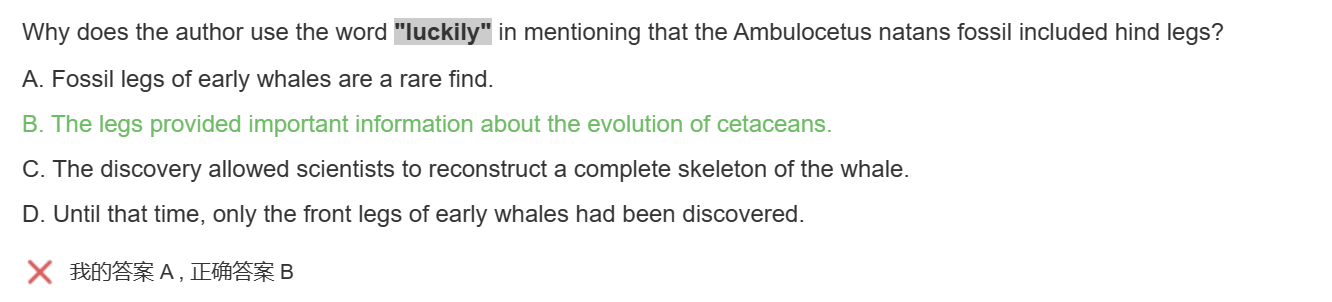 Why does the author use the word "luckily" in mentioning that the Ambulocetus natans fossil included hind legs?
A. Fossil legs of early whales are a rare find.
B. The legs provided important information about the evolution of cetaceans.
C. The discovery allowed scientists to reconstruct a complete skeleton of the whale.
D. Until that time, only the front legs of early whales had been discovered.
我的答案 A , 正确答案 B